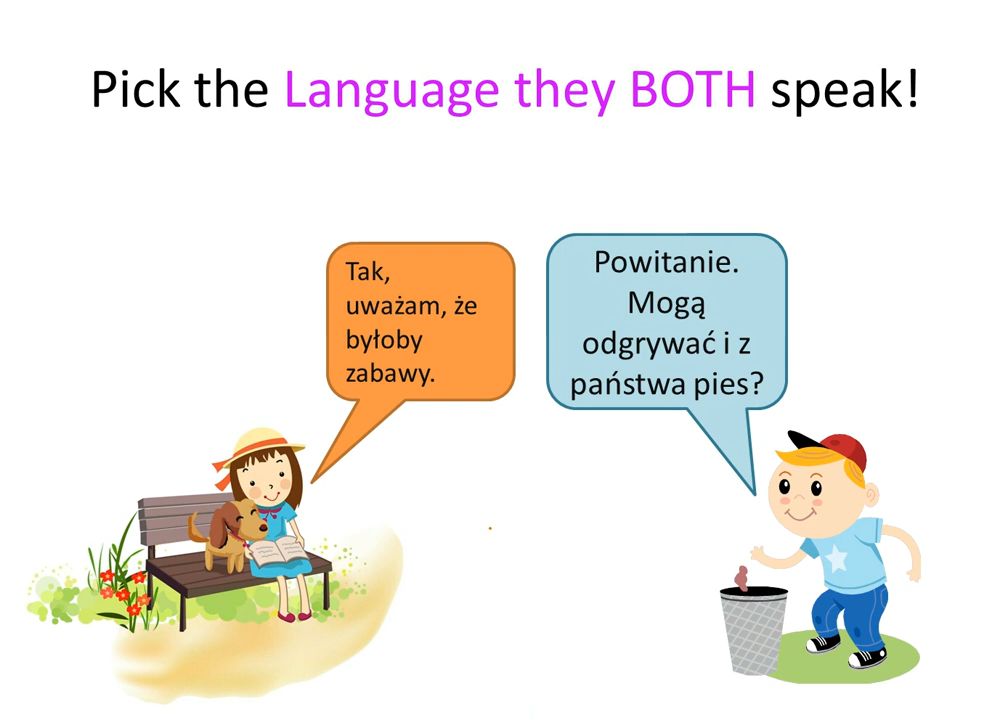 Pick the Language they BOTH speak!
Tak,
uważam, że
byłoby
zabawy.
Powitanie.
Mogą
odgrywać i z
państwa pies?